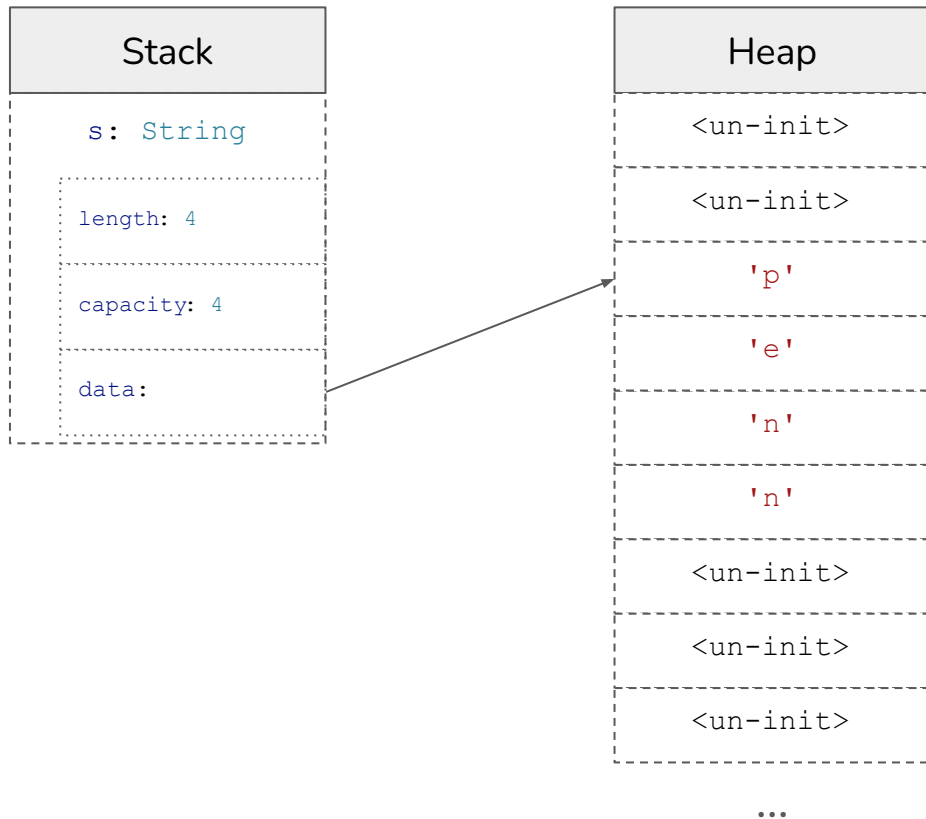 Stack
s: String
length: 4
capacity: 4
data:
Heap
<un-init>
<un-init>
'p'
'e'
'n'
'n'
<un-init>
<un-init>
<un-init>
...